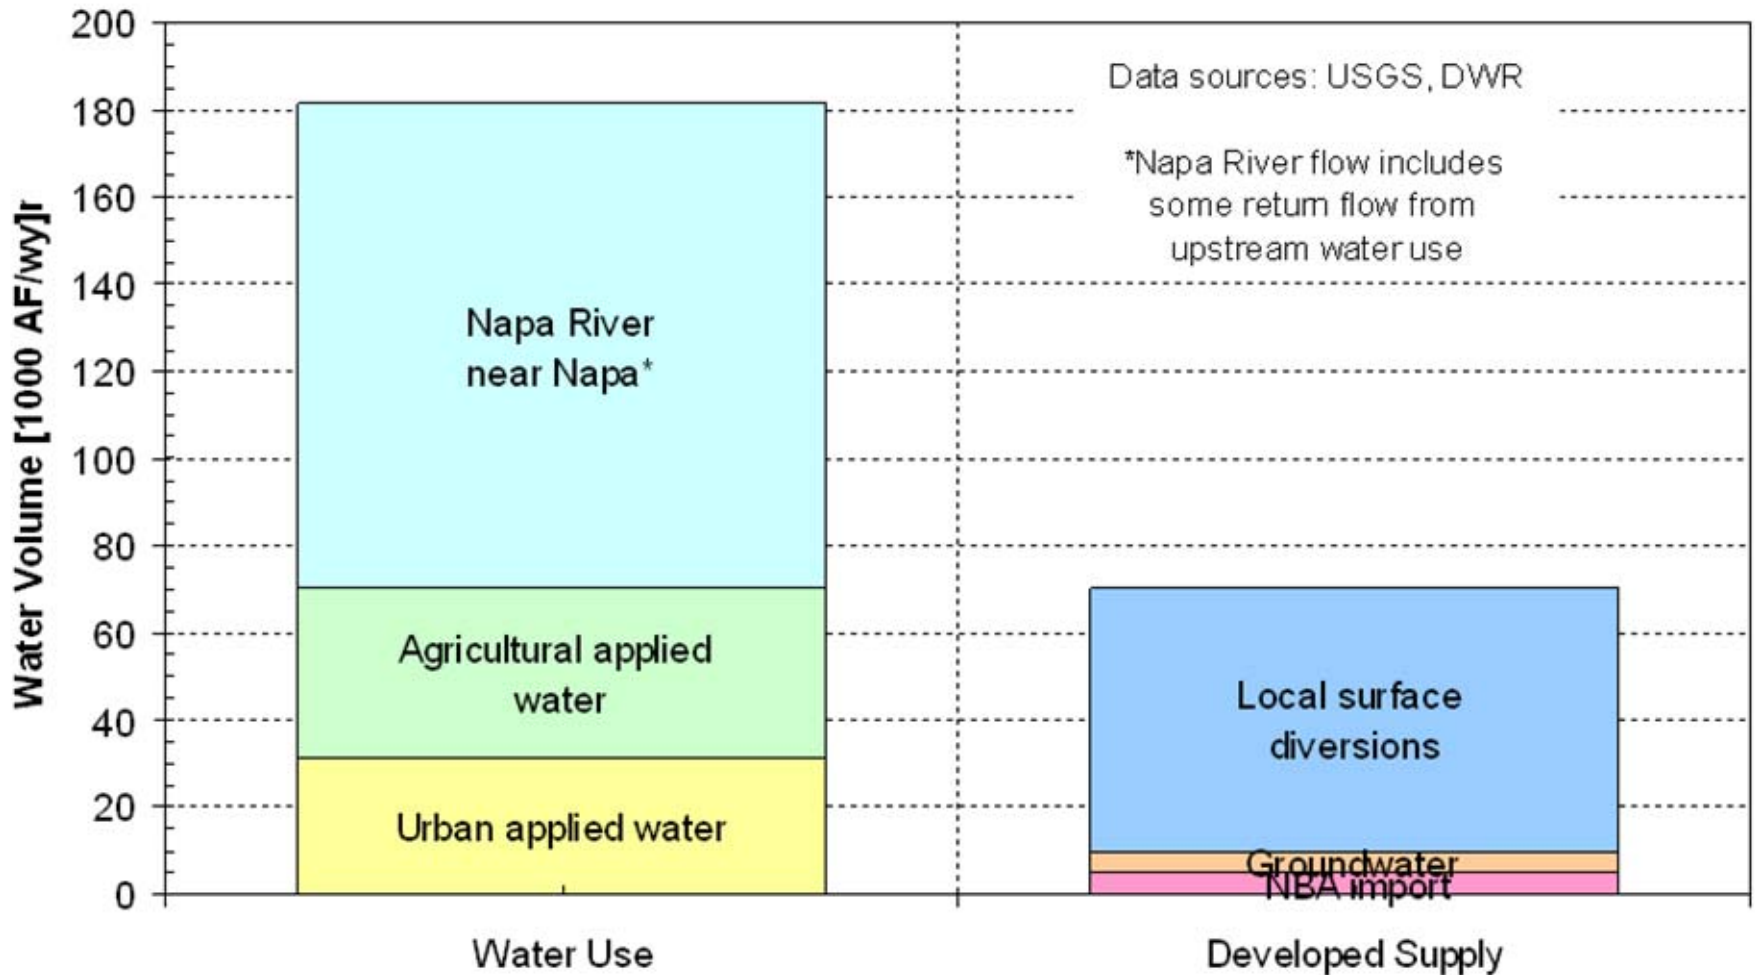 Water Volume [1000 AF/wy]r
200
180
160
140
120
100
80
60
40
20
0
Data sources: USGS, DWR
*Napa River flow includes
some return flow from
upstream water use
Napa River
near Napa*
Agricultural applied
water
Urban applied water
Local surface
diversions
Groundwater
NBA import
Water Use
Developed Supply